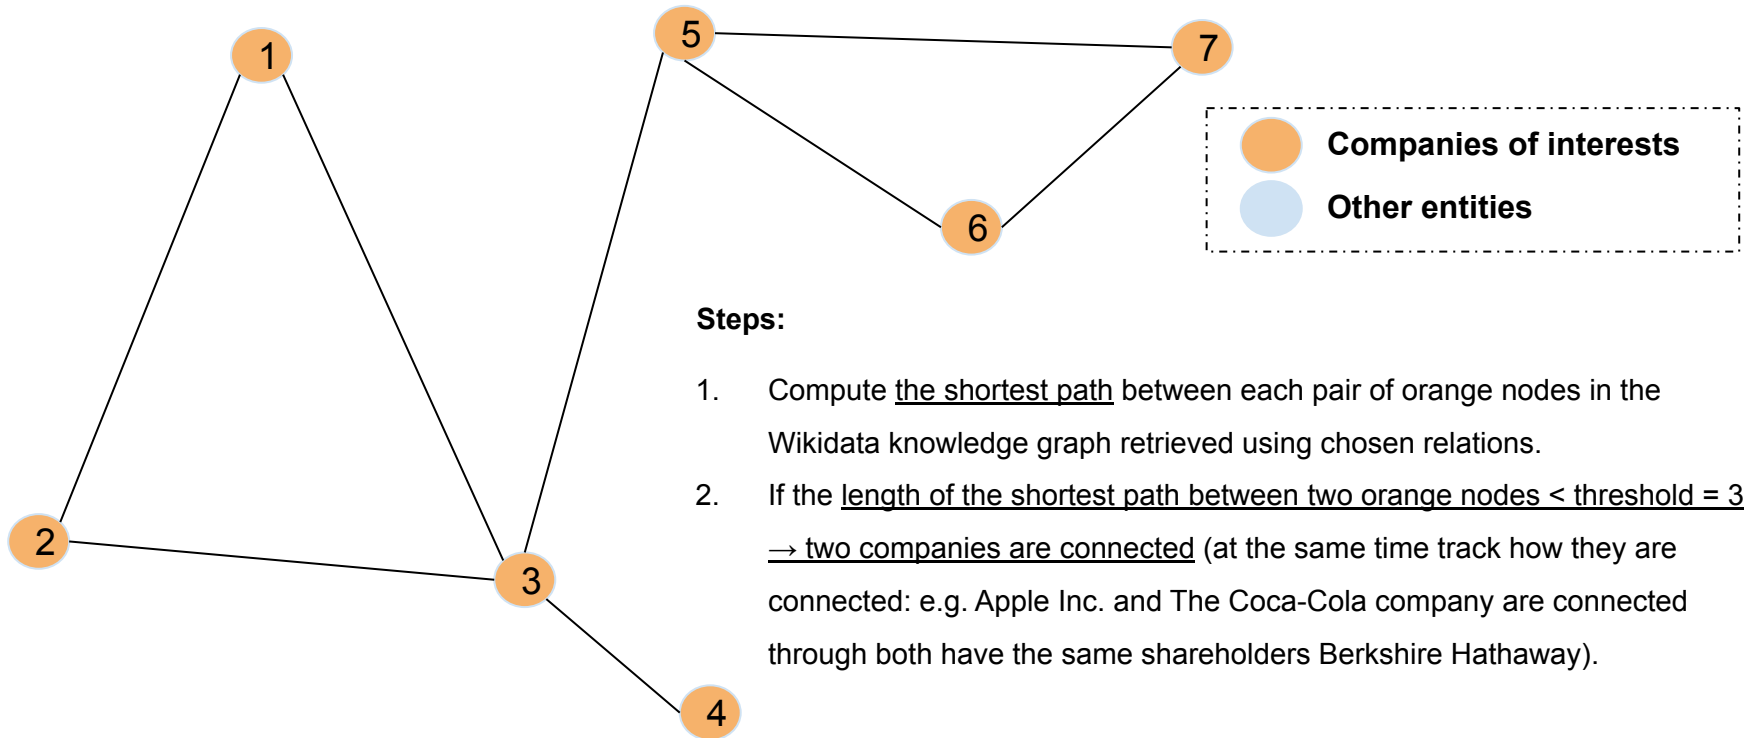 1
5
7
Companies of interests
Other entities
6
Steps:
1. Compute the shortest path between each pair of orange nodes in the
Wikidata knowledge graph retrieved using chosen relations.
2. If the length of the shortest path between two orange nodes < threshold = 3
→ two companies are connected (at the same time track how they are
connected: e.g. Apple Inc. and The Coca-Cola company are connected
through both have the same shareholders Berkshire Hathaway).
2
3
4